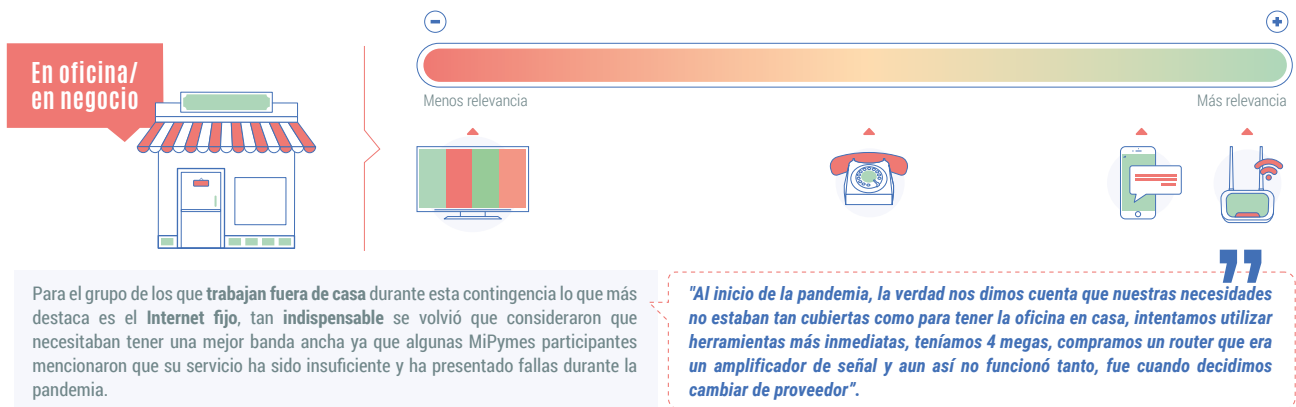 En oficina/
en negocio
Menos relevancia
Más relevancia
Para el grupo de los que trabajan fuera de casa durante esta contingencia lo que más
destaca es el Internet fijo, tan indispensable se volvió que consideraron que
necesitaban tener una mejor banda ancha ya que algunas MiPymes participantes
mencionaron que su servicio ha sido insuficiente y ha presentado fallas durante la
pandemia.
"Al inicio de la pandemia, la verdad nos dimos cuenta que nuestras necesidades
no estaban tan cubiertas como para tener la oficina en casa, intentamos utilizar
herramientas más inmediatas, teníamos 4 megas, compramos un router que era
un amplificador de señal y aun así no funcionó tanto, fue cuando decidimos
cambiar de proveedor”.